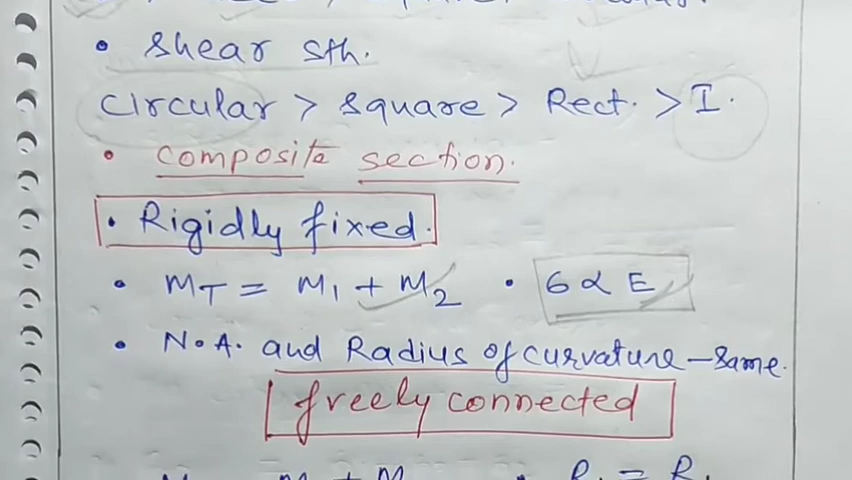 • Shear sth.
Circular > Square > Rect. > I.
• Composite section.
• Rigidly fixed.
• MT = M1 + M2 • 6 α E
• N.A. and Radius of curvature – same.
freely connected